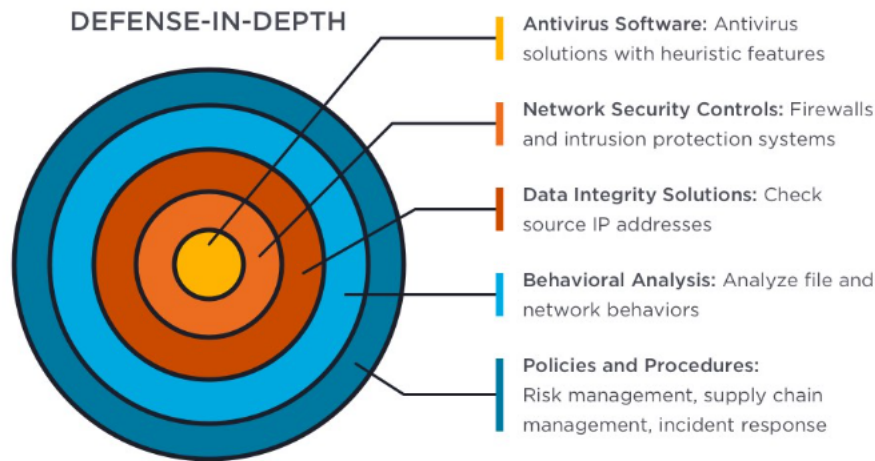 DEFENSE-IN-DEPTH
Antivirus Software: Antivirus
solutions with heuristic features
Network Security Controls: Firewalls
and intrusion protection systems
Data Integrity Solutions: Check
source IP addresses
Behavioral Analysis: Analyze file and
network behaviors
Policies and Procedures:
Risk management, supply chain
management, incident response